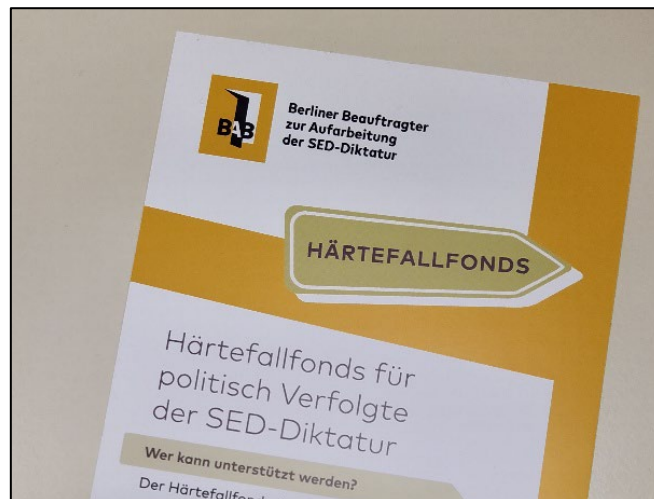 BAB
Berliner Beauftragter
zur Aufarbeitung
der SED-Diktatur
HÄRTEFALLFONDS
Härtefallfonds für
politisch Verfolgte
der SED-Diktatur
Wer kann unterstützt werden?
Der